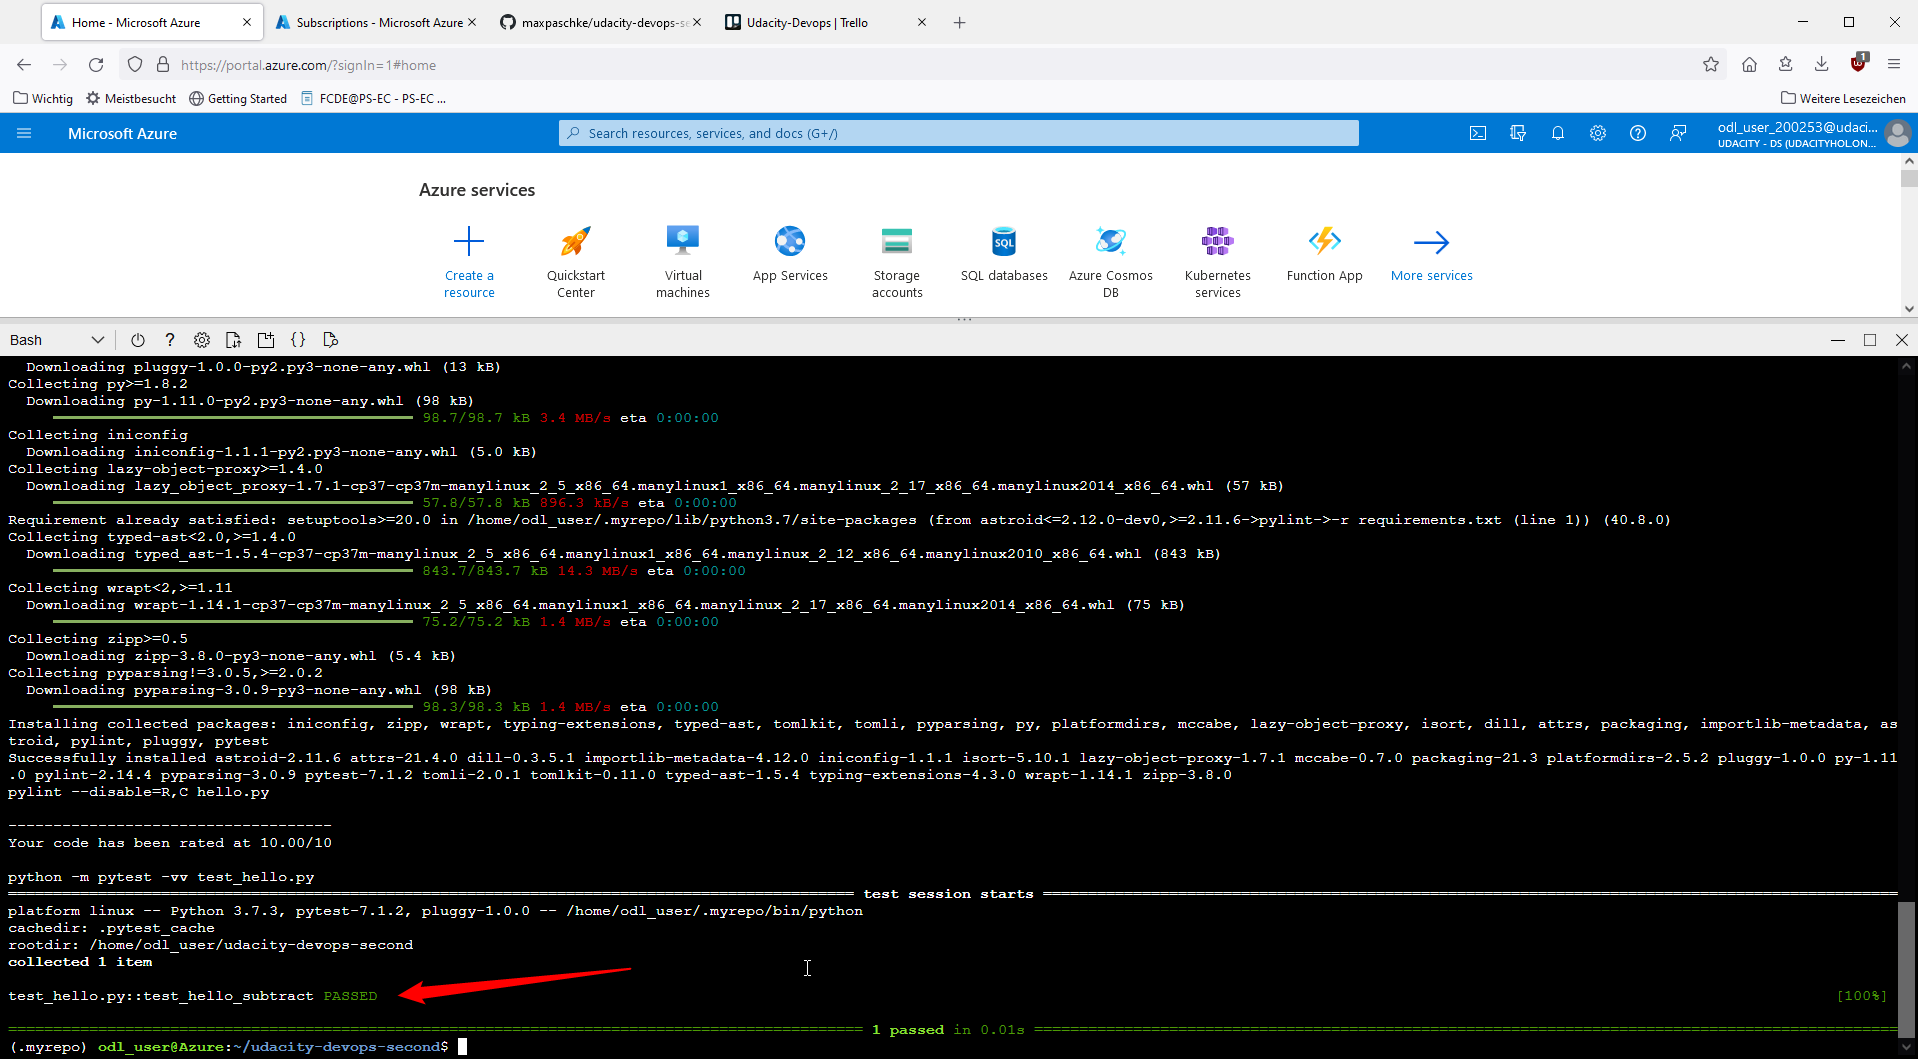 Home - Microsoft Azure
Subscriptions - Microsoft Azure
maxpaschke/udacity-devops-se
Udacity-Devops | Trello
https://portal.azure.com/?signIn=1#home
1
Wichtig
Meistbesucht
Getting Started
FCDE@PS-EC - PS-EC ...
Weitere Lesezeichen
Microsoft Azure
Search resources, services, and docs (G+/)
odl_user_200253@udaci...
UDACITY - DS (UDACITYHOL.ON...
Azure services
Create a resource
Quickstart Center
Virtual machines
App Services
Storage accounts
SQL
SQL databases
Azure Cosmos DB
Kubernetes services
Function App
More services
Bash
Downloading pluggy-1.0.0-py2.py3-none-any.whl (13 kB)
Collecting py>=1.8.2
Downloading py-1.11.0-py2.py3-none-any.whl (98 kB)
98.7/98.7 kB 3.4 MB/s eta 0:00:00
Collecting iniconfig
Downloading iniconfig-1.1.1-py2.py3-none-any.whl (5.0 kB)
Collecting lazy-object-proxy>=1.4.0
Downloading lazy_object_proxy-1.7.1-cp37-cp37m-manylinux_2_5_x86_64.manylinux1_x86_64.manylinux_2_17_x86_64.manylinux2014_x86_64.whl (57 kB)
57.8/57.8 kB 896.3 kB/s eta 0:00:00
Requirement already satisfied: setuptools>=20.0 in /home/odl_user/.myrepo/lib/python3.7/site-packages (from astroid<=2.12.0-dev0,>=2.11.6->pylint->-r requirements.txt (line 1)) (40.8.0)
Collecting typed-ast<2.0,>=1.4.0
Downloading typed_ast-1.5.4-cp37-cp37m-manylinux_2_5_x86_64.manylinux1_x86_64.manylinux_2_12_x86_64.manylinux2010_x86_64.whl (843 kB)
843.7/843.7 kB 14.3 MB/s eta 0:00:00
Collecting wrapt<2,>=1.11
Downloading wrapt-1.14.1-cp37-cp37m-manylinux_2_5_x86_64.manylinux1_x86_64.manylinux_2_17_x86_64.manylinux2014_x86_64.whl (75 kB)
75.2/75.2 kB 1.4 MB/s eta 0:00:00
Collecting zipp>=0.5
Downloading zipp-3.8.0-py3-none-any.whl (5.4 kB)
Collecting pyparsing!=3.0.5,>=2.0.2
Downloading pyparsing-3.0.9-py3-none-any.whl (98 kB)
98.3/98.3 kB 1.4 MB/s eta 0:00:00
Installing collected packages: iniconfig, zipp, wrapt, typing-extensions, typed-ast, tomlkit, tomli, pyparsing, py, platformdirs, mccabe, lazy-object-proxy, isort, dill, attrs, packaging, importlib-metadata, as
troid, pylint, pluggy, pytest
Successfully installed astroid-2.11.6 attrs-21.4.0 dill-0.3.5.1 importlib-metadata-4.12.0 iniconfig-1.1.1 isort-5.10.1 lazy-object-proxy-1.7.1 mccabe-0.7.0 packaging-21.3 platformdirs-2.5.2 pluggy-1.0.0 py-1.11
.0 pylint-2.14.4 pyparsing-3.0.9 pytest-7.1.2 tomli-2.0.1 tomlkit-0.11.0 typed-ast-1.5.4 typing-extensions-4.3.0 wrapt-1.14.1 zipp-3.8.0
pylint --disable=R,C hello.py
------------------------------------
Your code has been rated at 10.00/10
python -m pytest -vv test_hello.py
test session starts
platform linux -- Python 3.7.3, pytest-7.1.2, pluggy-1.0.0 -- /home/odl_user/.myrepo/bin/python
cachedir: .pytest_cache
rootdir: /home/odl_user/udacity-devops-second
collected 1 item
test_hello.py::test_hello_subtract PASSED [100%]
1 passed in 0.01s
(.myrepo) odl_user@Azure:~/udacity-devops-second$